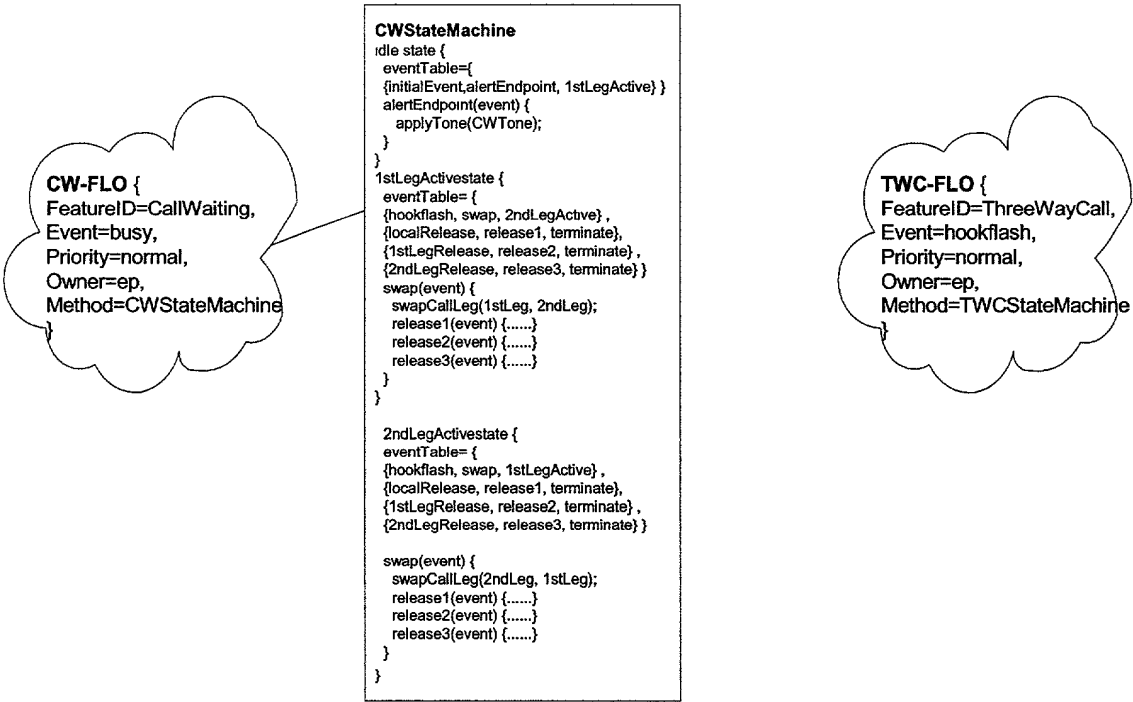 CW-FLO {
FeatureID=CallWaiting,
Event=busy,
Priority=normal,
Owner=ep,
Method=CWStateMachine
}
CWStateMachine
idle state {
eventTable={
{initialEvent,alertEndpoint, 1stLegActive} }
alertEndpoint(event) {
applyTone(CWTone);
}
}
1stLegActivestate {
eventTable= {
{hookflash, swap, 2ndLegActive} ,
{localRelease, release1, terminate},
{1stLegRelease, release2, terminate} ,
{2ndLegRelease, release3, terminate} }
swap(event) {
swapCallLeg(1stLeg, 2ndLeg);
release1(event) {......}
release2(event) {......}
release3(event) {......}
}
}
2ndLegActivestate {
eventTable= {
{hookflash, swap, 1stLegActive} ,
{localRelease, release1, terminate},
{1stLegRelease, release2, terminate} ,
{2ndLegRelease, release3, terminate} }
swap(event) {
swapCallLeg(2ndLeg, 1stLeg);
release1(event) {......}
release2(event) {......}
release3(event) {......}
}
}
TWC-FLO {
FeatureID=ThreeWayCall,
Event=hookflash,
Priority=normal,
Owner=ep,
Method=TWCStateMachine
}